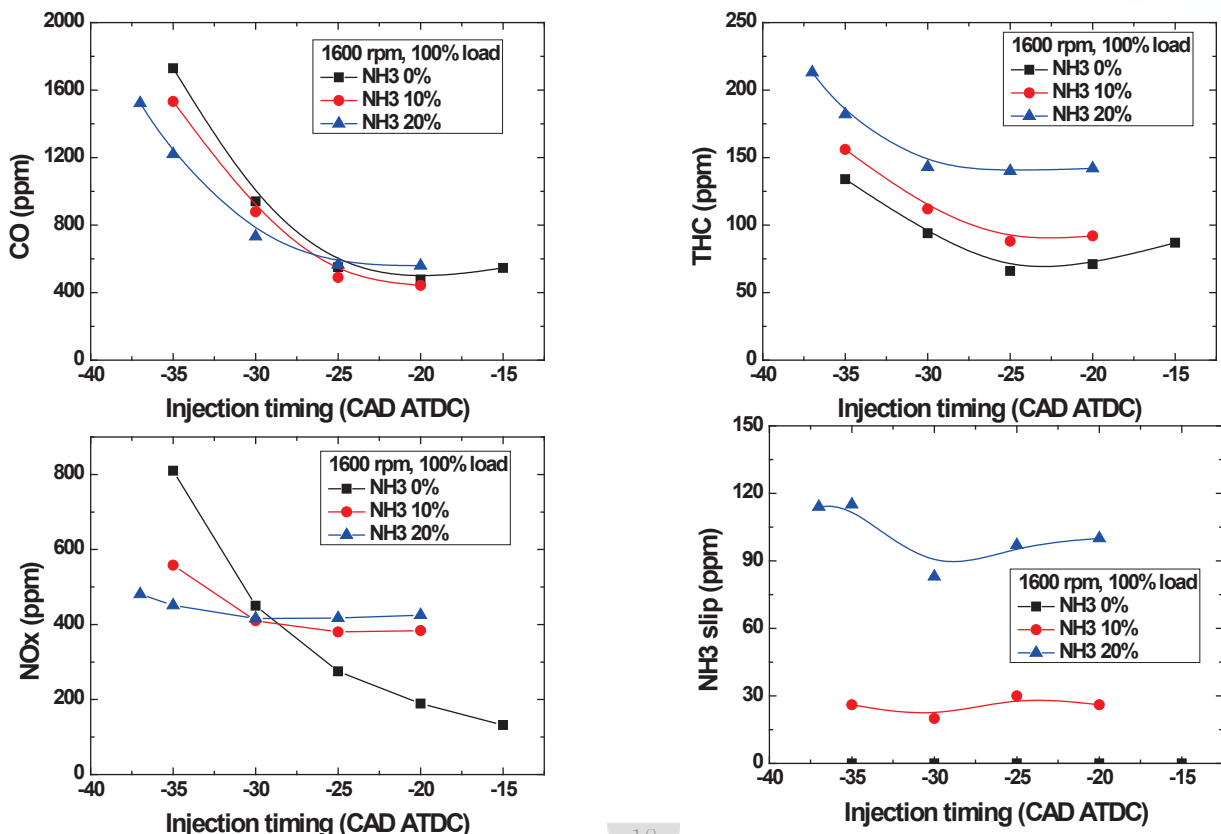 2000
1600
1200
800
400
0
CO (ppm)
1600 rpm, 100% load
NH3 0%
NH3 10%
NH3 20%
-40 -35 -30 -25 -20 -15
Injection timing (CAD ATDC)
250
200
150
100
50
0
THC (ppm)
1600 rpm, 100% load
NH3 0%
NH3 10%
NH3 20%
-40 -35 -30 -25 -20 -15
Injection timing (CAD ATDC)
800
600
400
200
0
NOx (ppm)
1600 rpm, 100% load
NH3 0%
NH3 10%
NH3 20%
-40 -35 -30 -25 -20 -15
Injection timing (CAD ATDC)
150
120
90
60
30
0
NH3 slip (ppm)
1600 rpm, 100% load
NH3 0%
NH3 10%
NH3 20%
-40 -35 -30 -25 -20 -15
Injection timing (CAD ATDC)